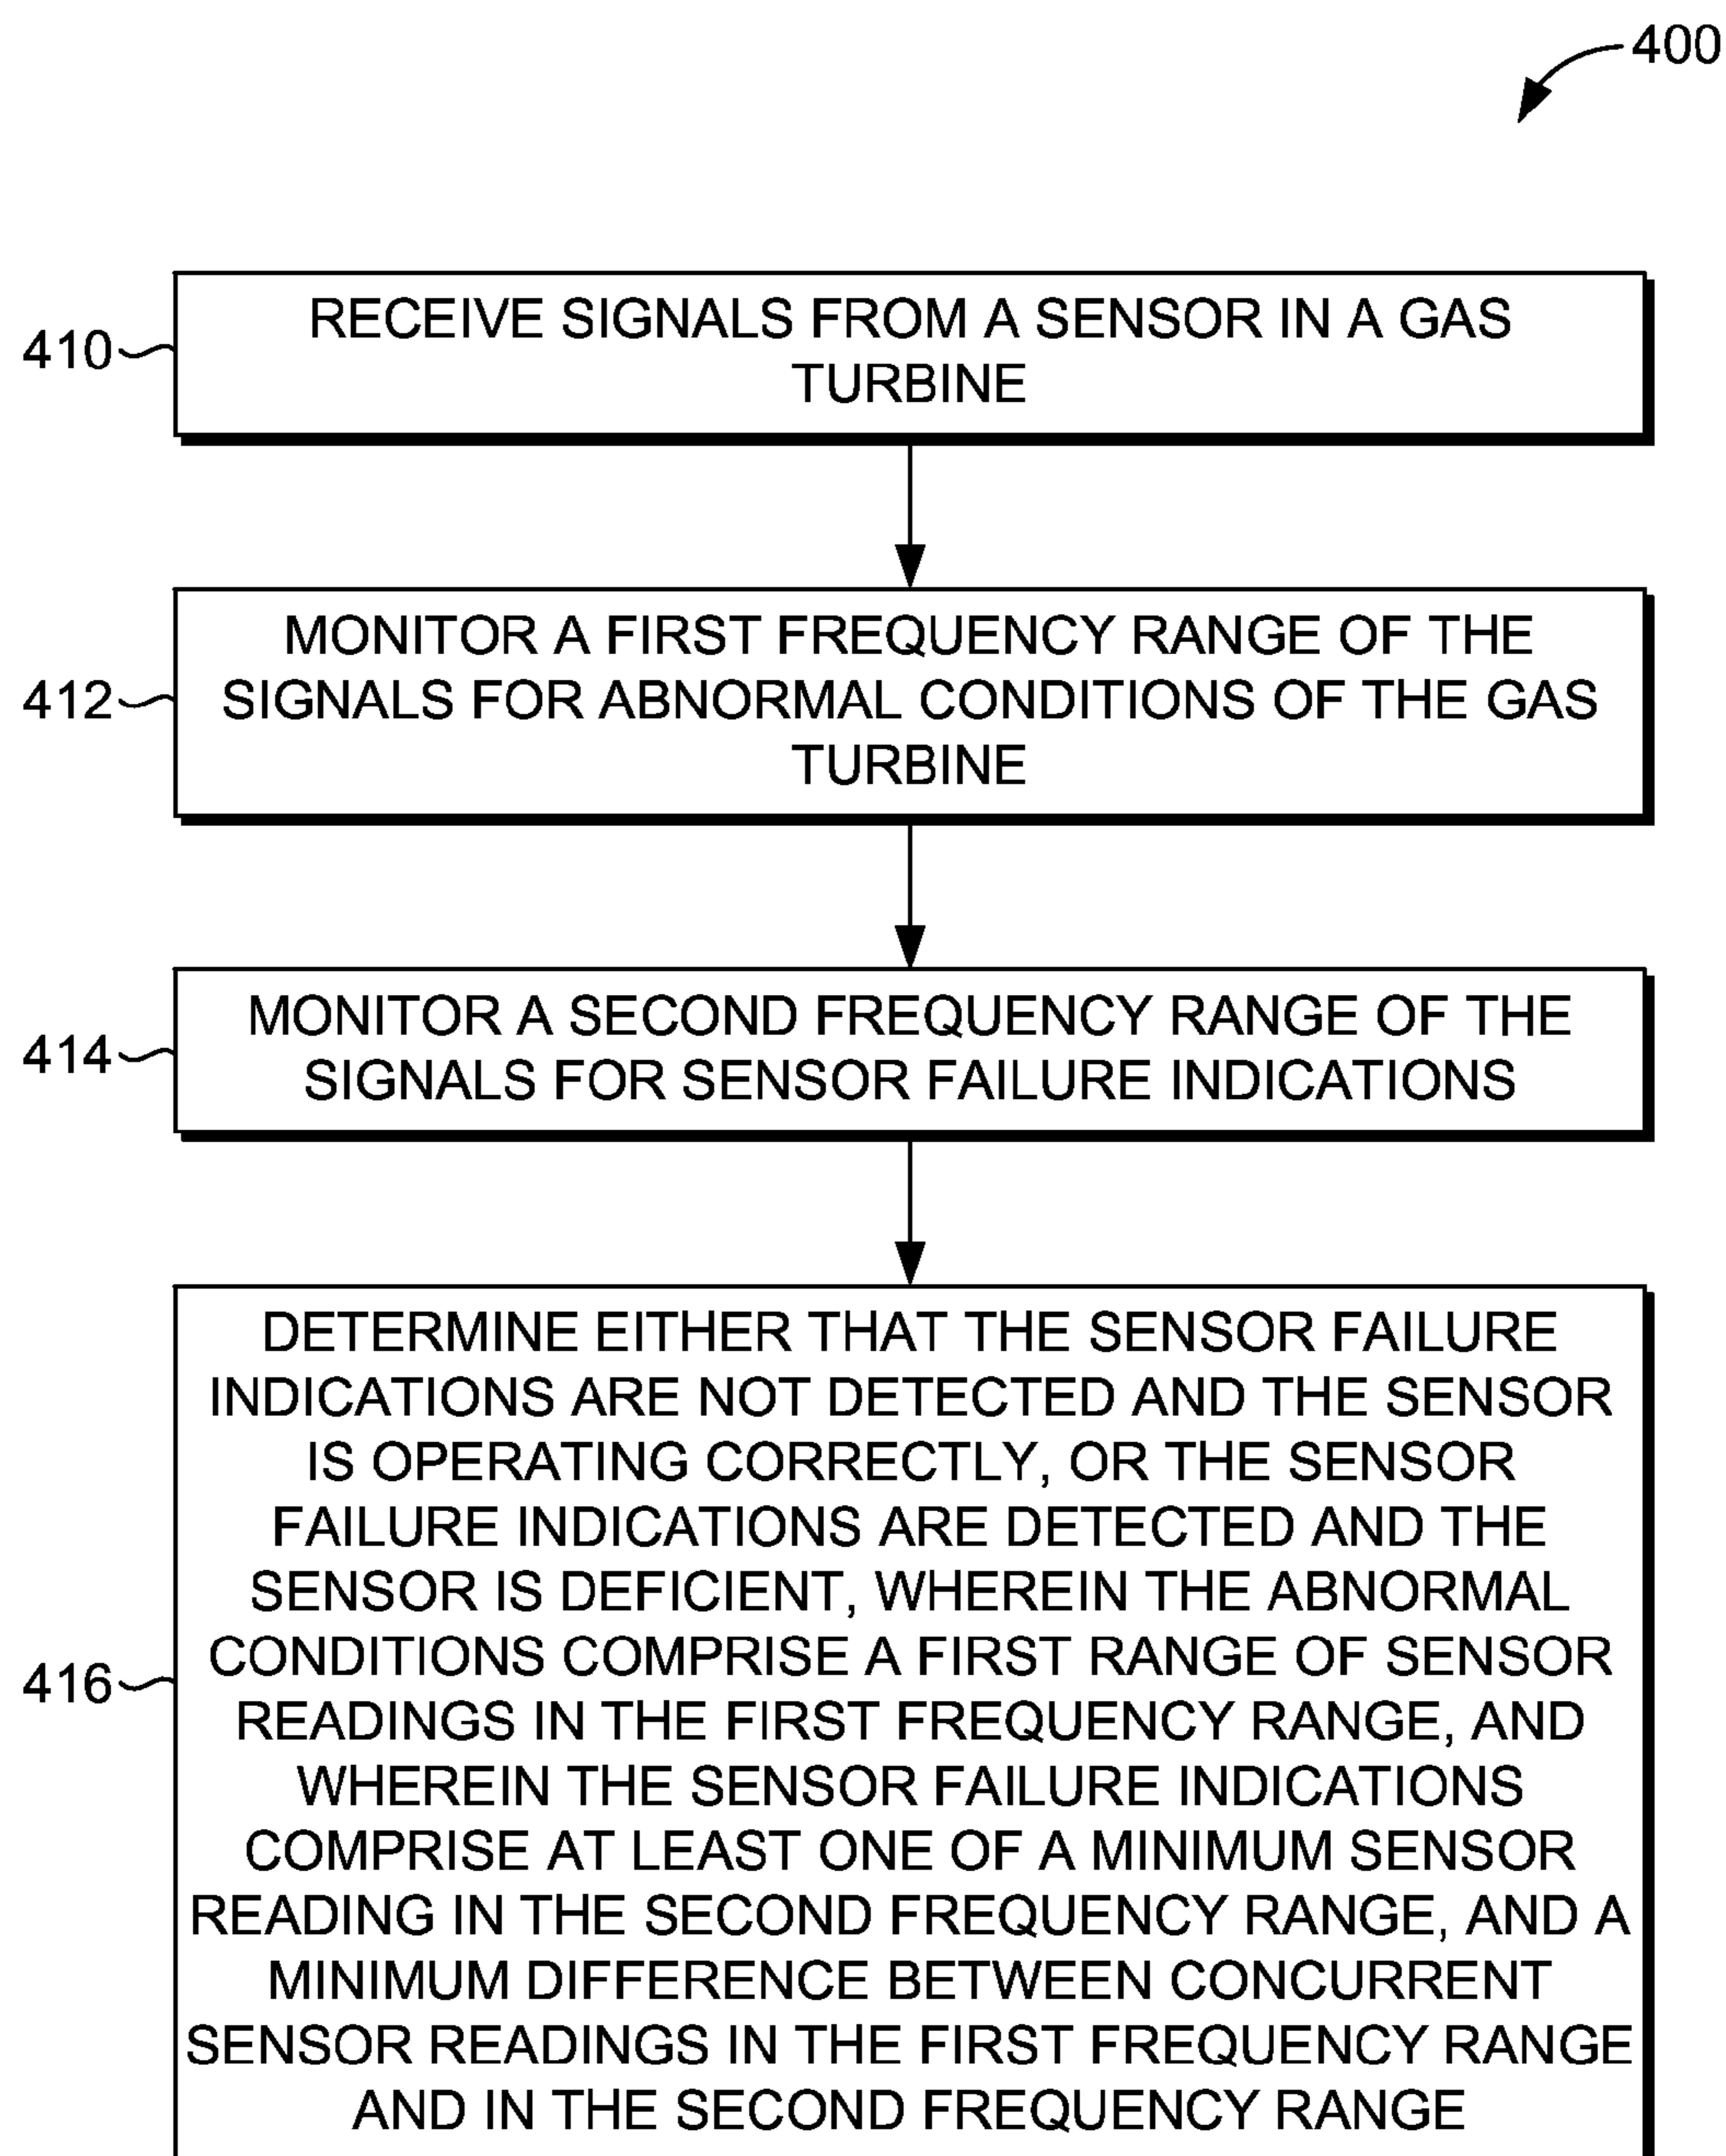 400
RECEIVE SIGNALS FROM A SENSOR IN A GAS
TURBINE
410
MONITOR A FIRST FREQUENCY RANGE OF THE
SIGNALS FOR ABNORMAL CONDITIONS OF THE GAS
TURBINE
412
MONITOR A SECOND FREQUENCY RANGE OF THE
SIGNALS FOR SENSOR FAILURE INDICATIONS
414
DETERMINE EITHER THAT THE SENSOR FAILURE
INDICATIONS ARE NOT DETECTED AND THE SENSOR
IS OPERATING CORRECTLY, OR THE SENSOR
FAILURE INDICATIONS ARE DETECTED AND THE
SENSOR IS DEFICIENT, WHEREIN THE ABNORMAL
CONDITIONS COMPRISE A FIRST RANGE OF SENSOR
READINGS IN THE FIRST FREQUENCY RANGE, AND
WHEREIN THE SENSOR FAILURE INDICATIONS
COMPRISE AT LEAST ONE OF A MINIMUM SENSOR
READING IN THE SECOND FREQUENCY RANGE, AND A
MINIMUM DIFFERENCE BETWEEN CONCURRENT
SENSOR READINGS IN THE FIRST FREQUENCY RANGE
AND IN THE SECOND FREQUENCY RANGE
416